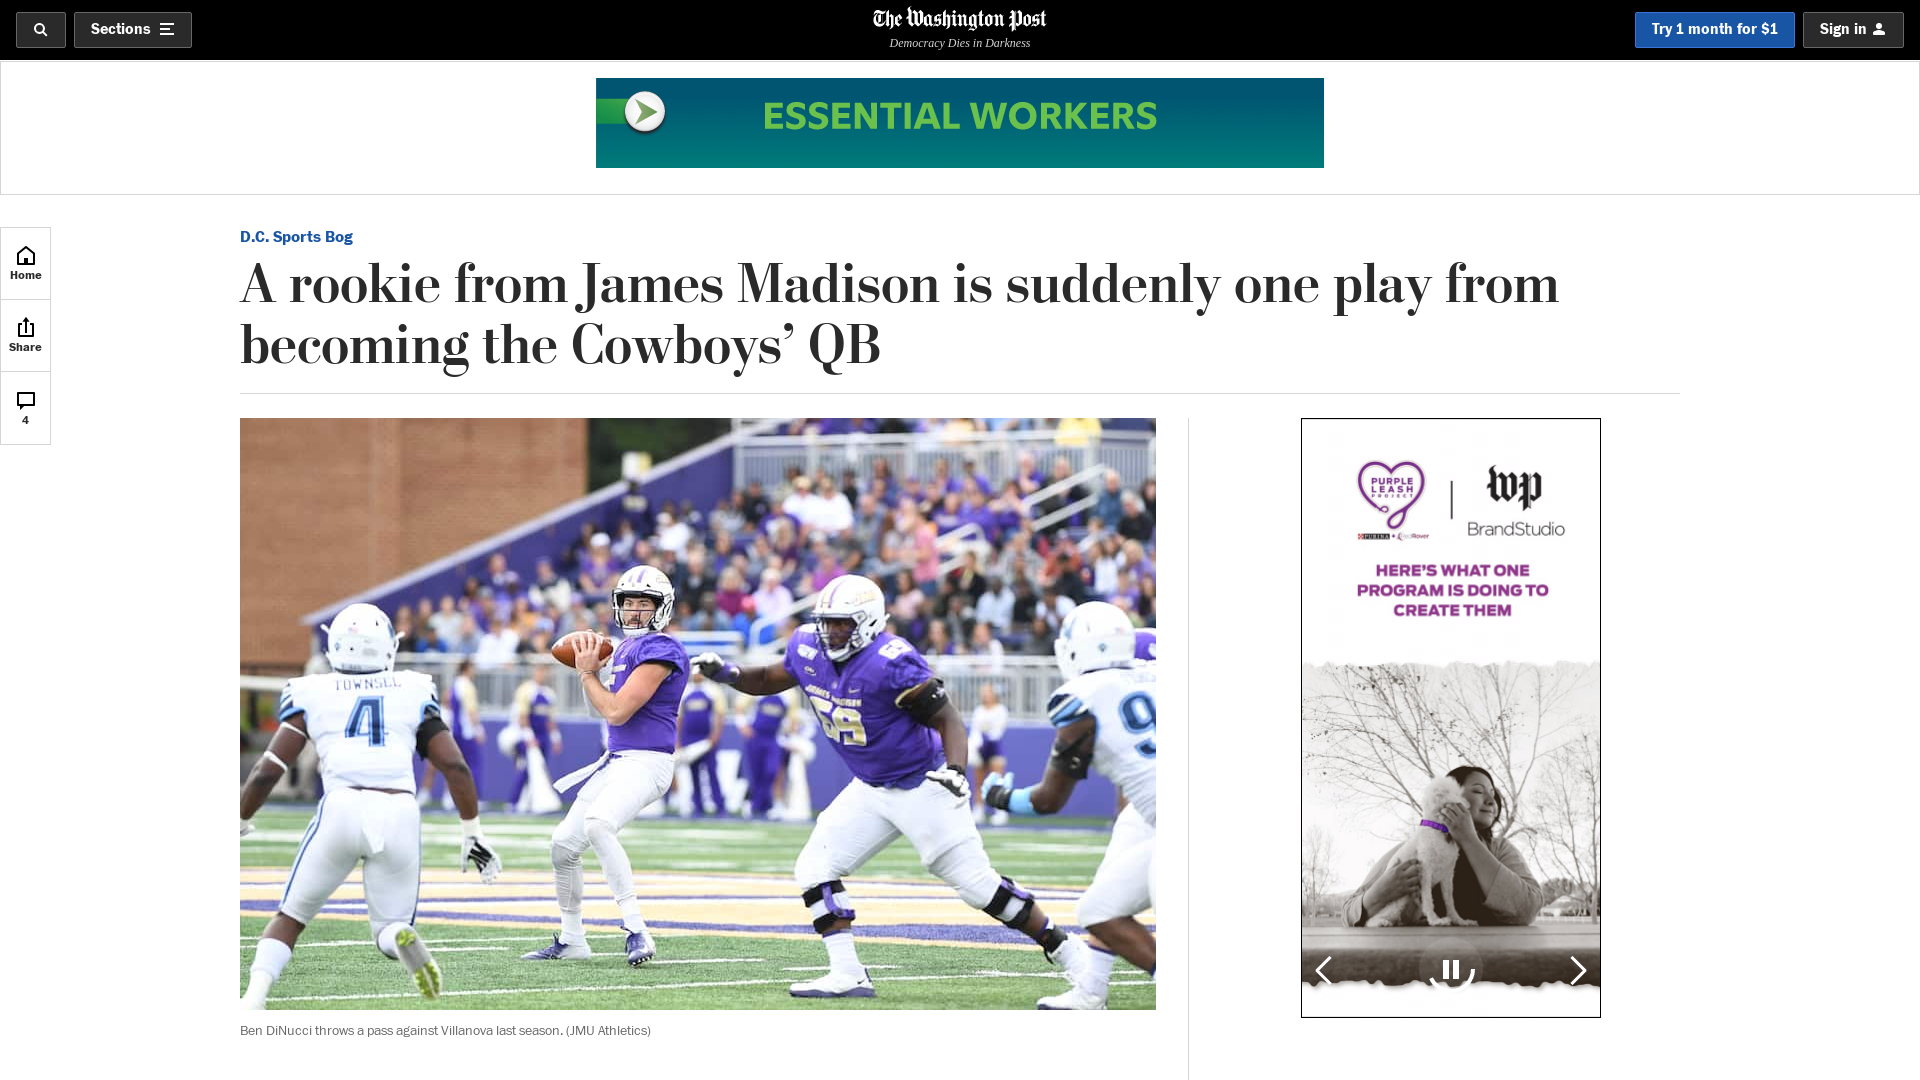 Sections
The Washington Post
Democracy Dies in Darkness
Try 1 month for $1
Sign in
ESSENTIAL WORKERS
Home
Share
4
D.C. Sports Bog
A rookie from James Madison is suddenly one play from
becoming the Cowboys’ QB
TOWNSEL
4
59
9
Ben DiNucci throws a pass against Villanova last season. (JMU Athletics)
PURPLE
LEASH
PROJECT
PURINA +
wp
BrandStudio
HERE'S WHAT ONE
PROGRAM IS DOING TO
CREATE THEM